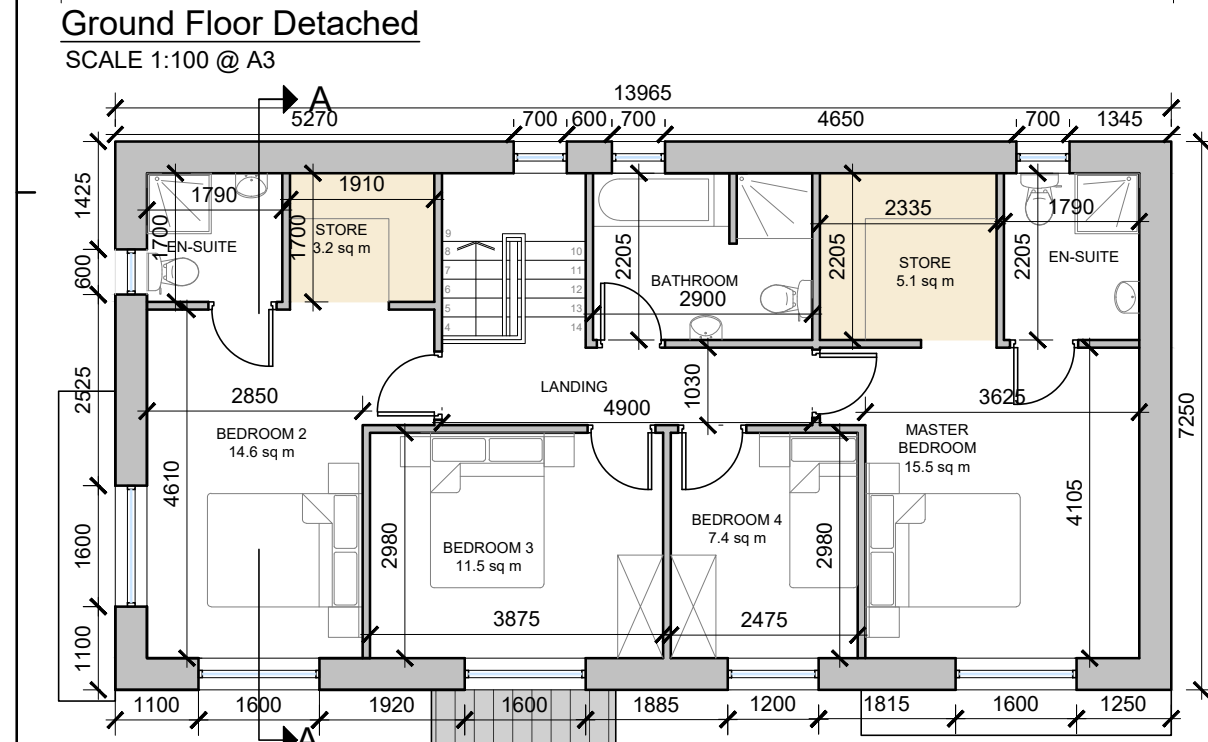 Ground Floor Detached
SCALE 1:100 @ A3
A
13965
5270
700
600
700
4650
700
1345
1425
600
2525
1600
1100
7250
1790
1700
EN-SUITE
1910
1700
STORE
3.2 sq m
9
8
7
6
5
4
10
11
12
13
14
2205
BATHROOM
2900
2335
2205
STORE
5.1 sq m
1790
2205
EN-SUITE
LANDING
4900
1030
2850
BEDROOM 2
14.6 sq m
4610
3625
MASTER
BEDROOM
15.5 sq m
4105
2980
BEDROOM 3
11.5 sq m
3875
BEDROOM 4
7.4 sq m
2980
2475
1100
1600
1920
1600
1885
1200
1815
1600
1250
A